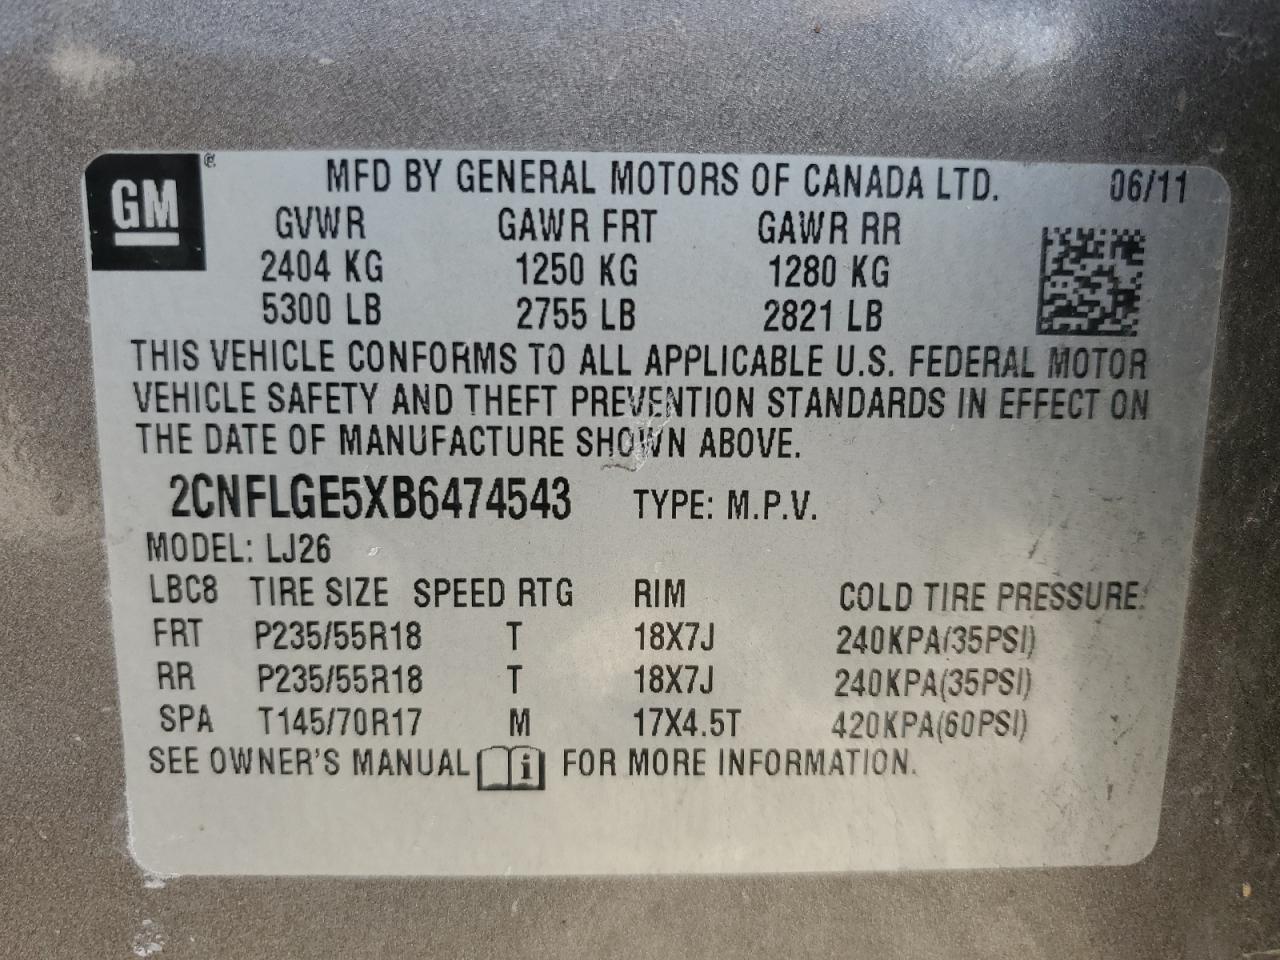 GM ® MFD BY GENERAL MOTORS OF CANADA LTD. 06/11
GVWR GAWR FRT GAWR RR
2404 KG 1250 KG 1280 KG
5300 LB 2755 LB 2821 LB
THIS VEHICLE CONFORMS TO ALL APPLICABLE U.S. FEDERAL MOTOR
VEHICLE SAFETY AND THEFT PREVENTION STANDARDS IN EFFECT ON
THE DATE OF MANUFACTURE SHOWN ABOVE.
2CNFLGE5XB6474543 TYPE: M.P.V.
MODEL: LJ26
LBC8 TIRE SIZE SPEED RTG RIM COLD TIRE PRESSURE:
FRT P235/55R18 T 18X7J 240KPA(35PSI)
RR P235/55R18 T 18X7J 240KPA(35PSI)
SPA T145/70R17 M 17X4.5T 420KPA(60PSI)
SEE OWNER'S MANUAL i FOR MORE INFORMATION.